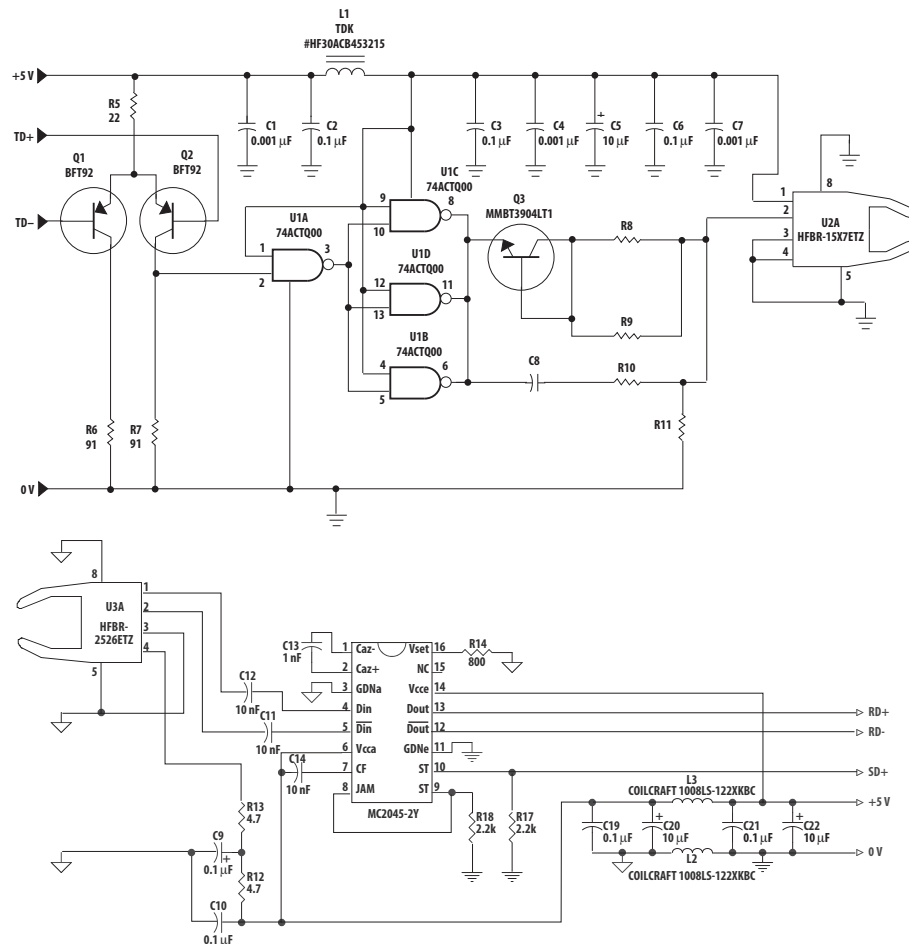 L1
TDK
#HF30ACB453215
+5 V
R5
22
C1
0.001 µF
C2
0.1 µF
C3
0.1 µF
C4
0.001 µF
+
C5
10 µF
C6
0.1 µF
C7
0.001 µF
TD+
Q1
BFT92
Q2
BFT92
TD–
U1A
74ACTQ00
1
2
3
U1C
74ACTQ00
9
10
8
U1D
74ACTQ00
12
13
11
U1B
74ACTQ00
4
5
6
Q3
MMBT3904LT1
R8
R9
C8
R10
R11
1
2
3
4
8
5
U2A
HFBR-15X7ETZ
R6
91
R7
91
0 V
8
1
2
3
4
5
U3A
HFBR-
2526ETZ
C13
1 nF
C12
10 nF
C11
10 nF
C14
10 nF
1 Caz- Vset 16
2 Caz+ NC 15
3 GDNa Vcce 14
4 Din Dout 13
5 Din Dout 12
6 Vcca GDNe 11
7 CF ST 10
8 JAM ST 9
MC2045-2Y
R14
800
RD+
RD-
SD+
R13
4.7
R12
4.7
C9
+
0.1 µF
C10
0.1 µF
R18
2.2k
R17
2.2k
L3
COILCRAFT 1008LS-122XKBC
+5 V
C19
0.1 µF
+
C20
10 µF
C21
0.1 µF
+
C22
10 µF
0 V
L2
COILCRAFT 1008LS-122XKBC